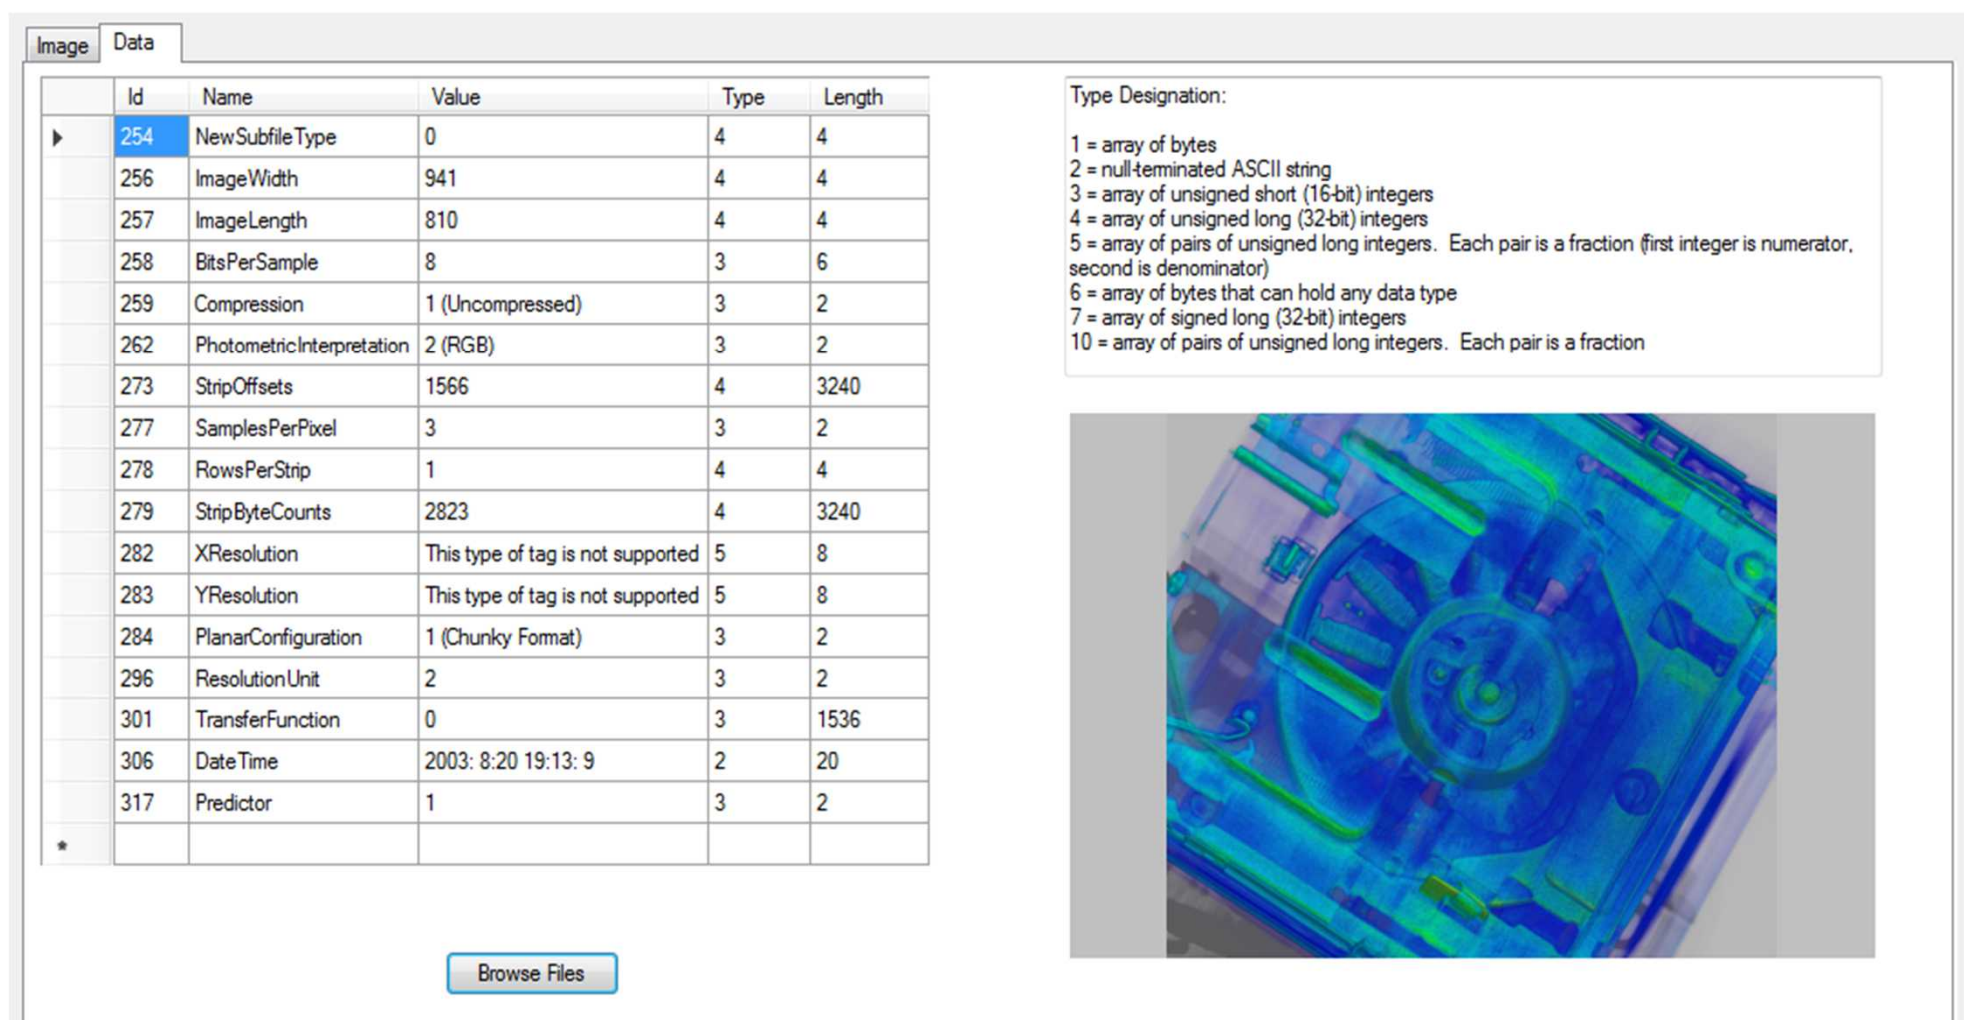 Image Data
Id Name Value Type Length
254 NewSubfileType 0 4 4
256 ImageWidth 941 4 4
257 ImageLength 810 4 4
258 BitsPerSample 8 3 6
259 Compression 1 (Uncompressed) 3 2
262 PhotometricInterpretation 2 (RGB) 3 2
273 StripOffsets 1566 4 3240
277 SamplesPerPixel 3 3 2
278 RowsPerStrip 1 4 4
279 StripByteCounts 2823 4 3240
282 XResolution This type of tag is not supported 5 8
283 YResolution This type of tag is not supported 5 8
284 PlanarConfiguration 1 (Chunky Format) 3 2
296 ResolutionUnit 2 3 2
301 TransferFunction 0 3 1536
306 DateTime 2003: 8:20 19:13: 9 2 20
317 Predictor 1 3 2
*
Browse Files
Type Designation:
1 = array of bytes
2 = null-terminated ASCII string
3 = array of unsigned short (16-bit) integers
4 = array of unsigned long (32-bit) integers
5 = array of pairs of unsigned long integers.  Each pair is a fraction (first integer is numerator,
second is denominator)
6 = array of bytes that can hold any data type
7 = array of signed long (32-bit) integers
10 = array of pairs of unsigned long integers.  Each pair is a fraction